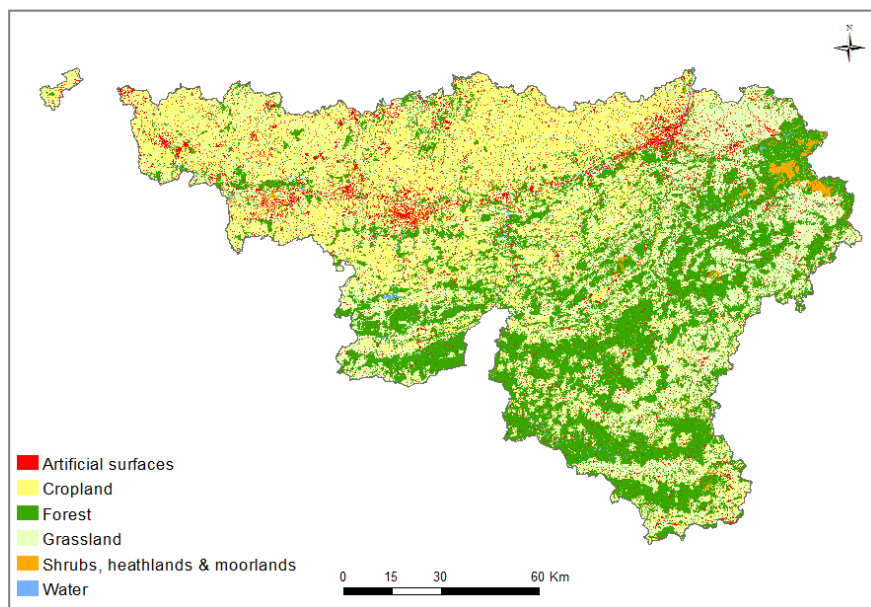 N
Artificial surfaces
Cropland
Forest
Grassland
Shrubs, heathlands & moorlands
Water
0 15 30 60 Km